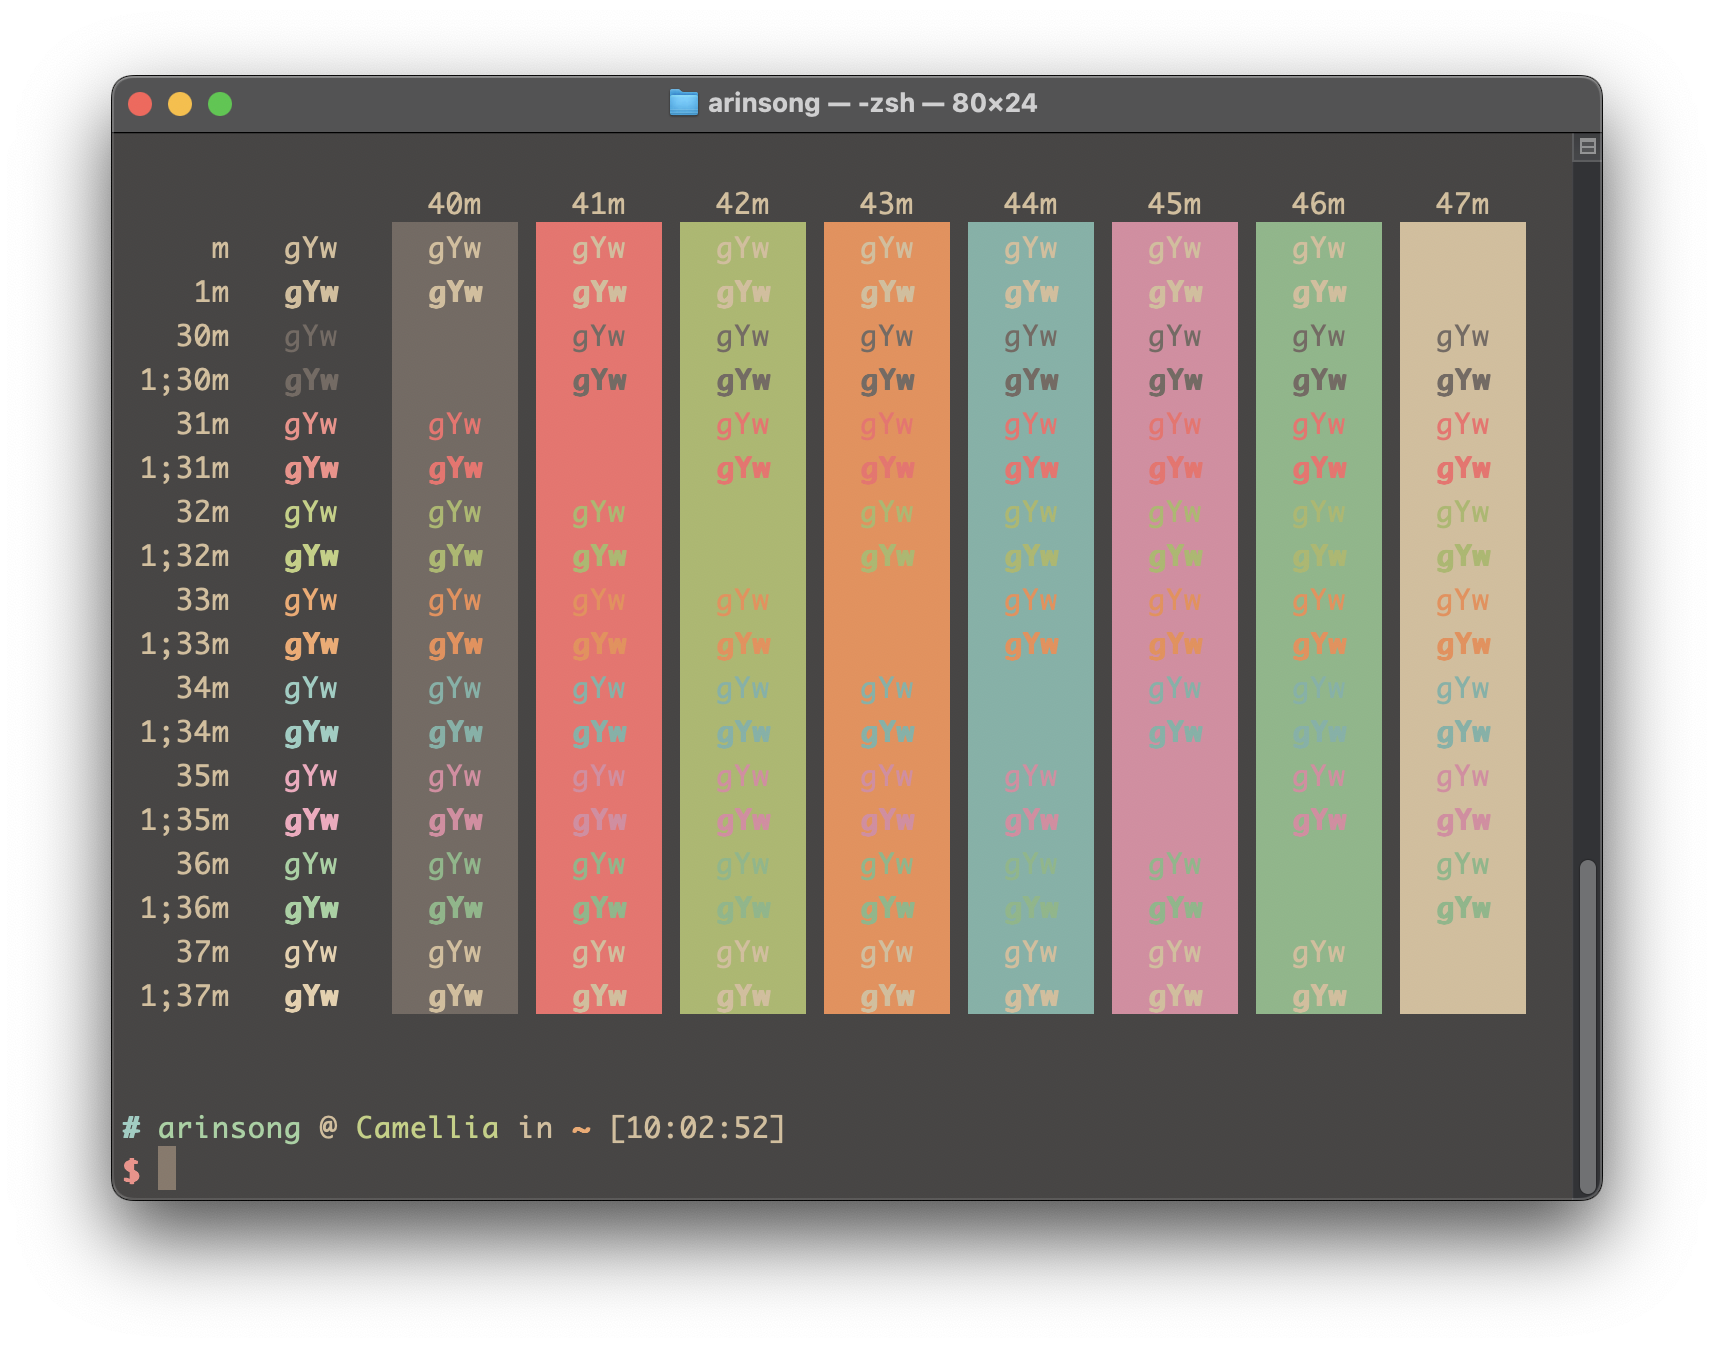 arinsong — -zsh — 80×24
40m 41m 42m 43m 44m 45m 46m 47m
m gYw gYw gYw gYw gYw gYw gYw gYw
1m gYw gYw gYw gYw gYw gYw gYw gYw
30m gYw gYw gYw gYw gYw gYw gYw gYw
1;30m gYw gYw gYw gYw gYw gYw gYw gYw
31m gYw gYw gYw gYw gYw gYw gYw gYw
1;31m gYw gYw gYw gYw gYw gYw gYw gYw
32m gYw gYw gYw gYw gYw gYw gYw gYw
1;32m gYw gYw gYw gYw gYw gYw gYw gYw
33m gYw gYw gYw gYw gYw gYw gYw gYw
1;33m gYw gYw gYw gYw gYw gYw gYw gYw
34m gYw gYw gYw gYw gYw gYw gYw gYw
1;34m gYw gYw gYw gYw gYw gYw gYw gYw
35m gYw gYw gYw gYw gYw gYw gYw gYw
1;35m gYw gYw gYw gYw gYw gYw gYw gYw
36m gYw gYw gYw gYw gYw gYw gYw gYw
1;36m gYw gYw gYw gYw gYw gYw gYw gYw
37m gYw gYw gYw gYw gYw gYw gYw gYw
1;37m gYw gYw gYw gYw gYw gYw gYw gYw
# arinsong @ Camellia in ~ [10:02:52]
$